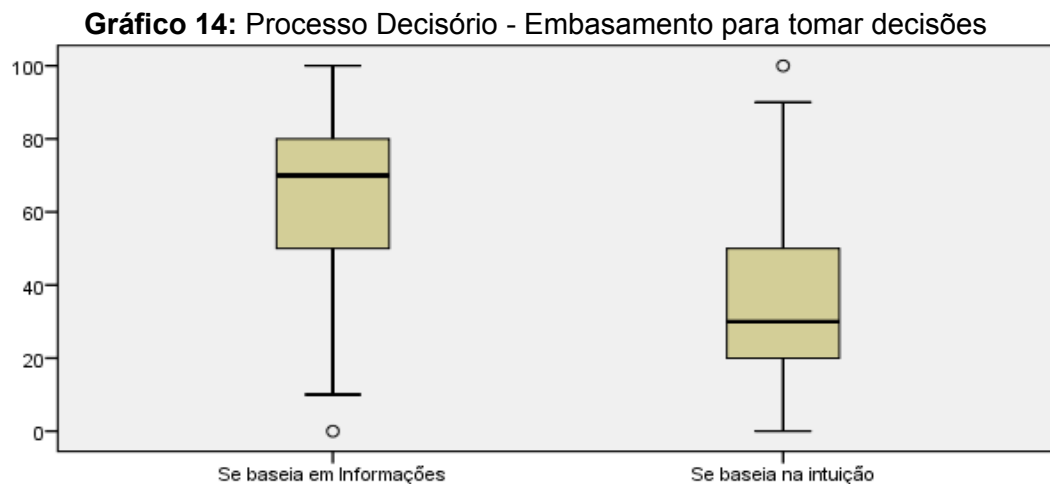 Gráfico 14: Processo Decisório - Embasamento para tomar decisões
100
80
60
40
20
0
Se baseia em Informações
Se baseia na intuição